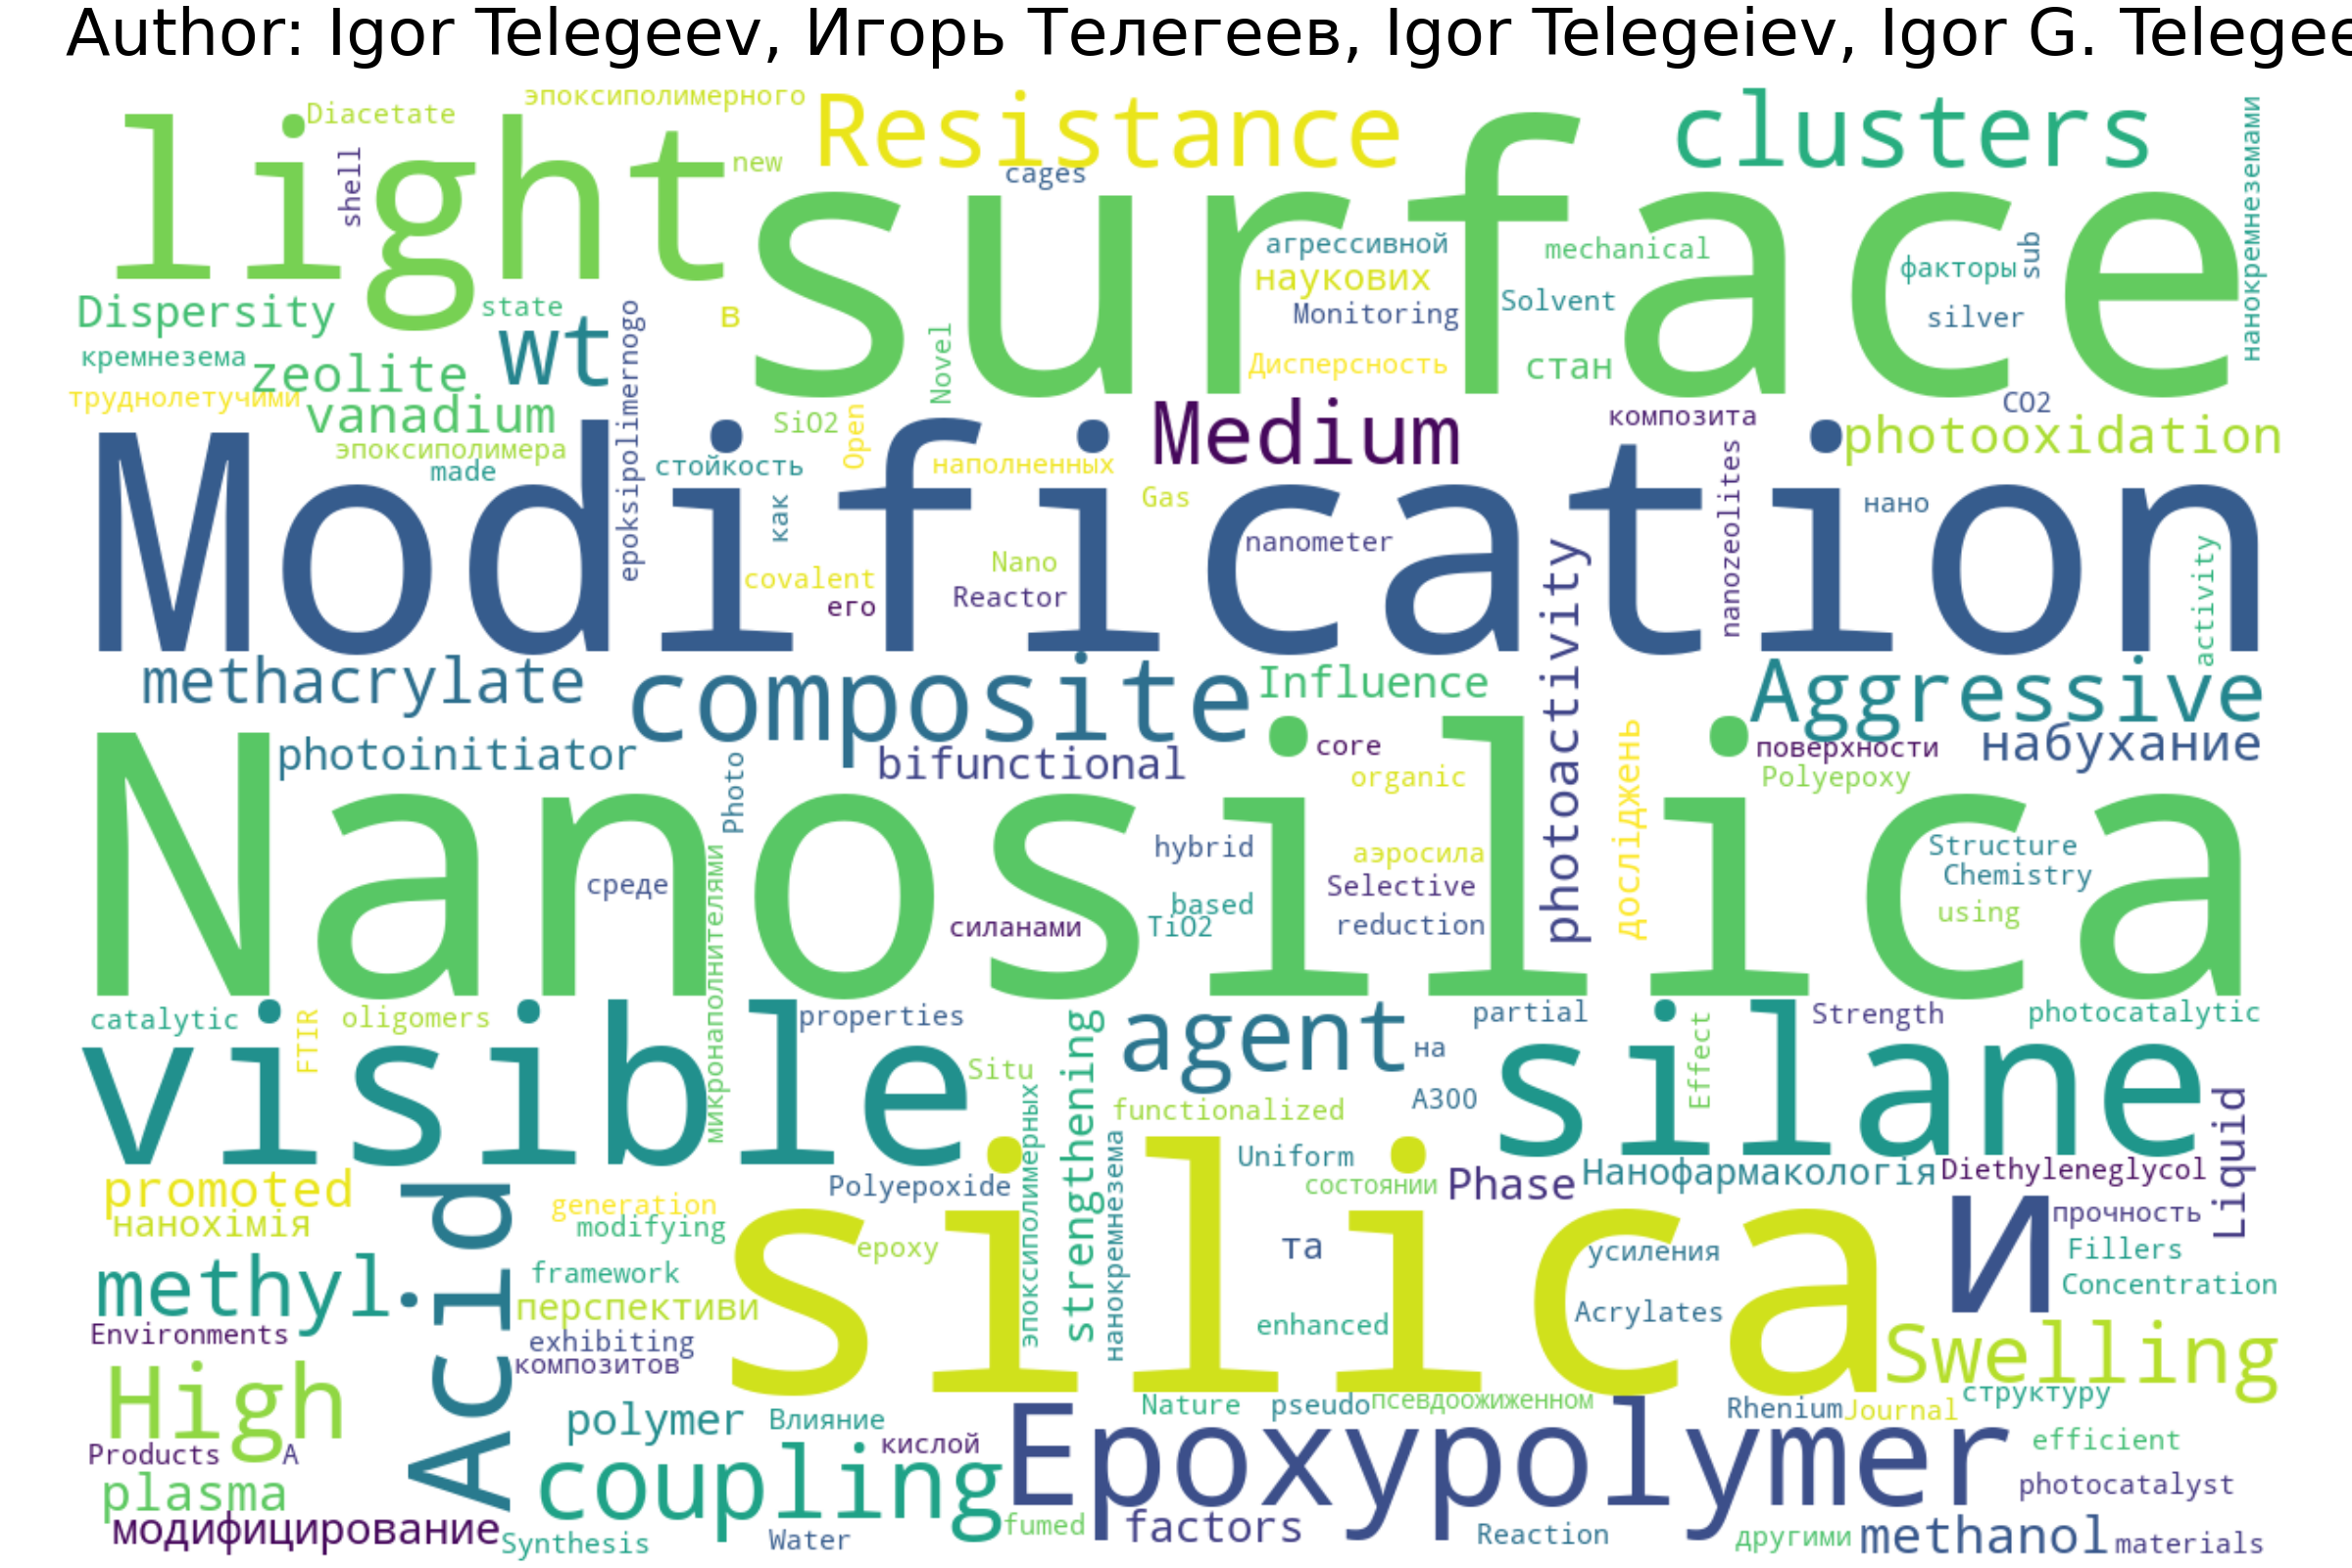 Author: Igor Telegeev, Игорь Телегеев, Igor Telegeiev, Igor G. Telegee
эпоксиполимерного
Diacetate
light
Resistance
clusters
нанокремнеземами
shell
new
cages
surface
агрессивной
mechanical
sub
факторы
наукових
Dispersity
state
epoksipolimernogo
в
Monitoring
Solvent
silver
wt
Novel
кремнезема
zeolite
Дисперсность
стан
труднолетучими
vanadium
SiO2
Open
Medium
композита
CO2
photooxidation
эпоксиполимера
made
стойкость
наполненных
Modification
как
Gas
nanozeolites
нано
nanometer
photoactivity
activity
covalent
Nano
его
Reactor
methacrylate
composite
Influence
Aggressive
photoinitiator
Photo
bifunctional
core
organic
досліджень
поверхности
Polyepoxy
набухание
Nanosilica
микронаполнителями
среде
hybrid
аэросила
Structure
Chemistry
Selective
based
using
силанами
TiO2
reduction
catalytic
FTIR
oligomers
properties
strengthening
agent
partial
silane
Effect
Strength
photocatalytic
visible
Situ
на
эпоксиполимерных
functionalized
A300
Liquid
нанокремнезема
Uniform
promoted
Acid
Polyepoxide
состоянии
Phase
Нанофармакологія
Diethyleneglycol
нанохімія
generation
modifying
silica
и
прочность
epoxy
та
усиления
Fillers
methyl
framework
Concentration
перспективи
Acrylates
Environments
exhibiting
enhanced
композитов
Swelling
High
Nature
pseudo
псевдоожиженном
структуру
polymer
Влияние
Rhenium
Journal
Products
A
кислой
Epoxypolymer
efficient
plasma
coupling
photocatalyst
модифицирование
Synthesis
Water
fumed
factors
Reaction
другими
methanol
materials